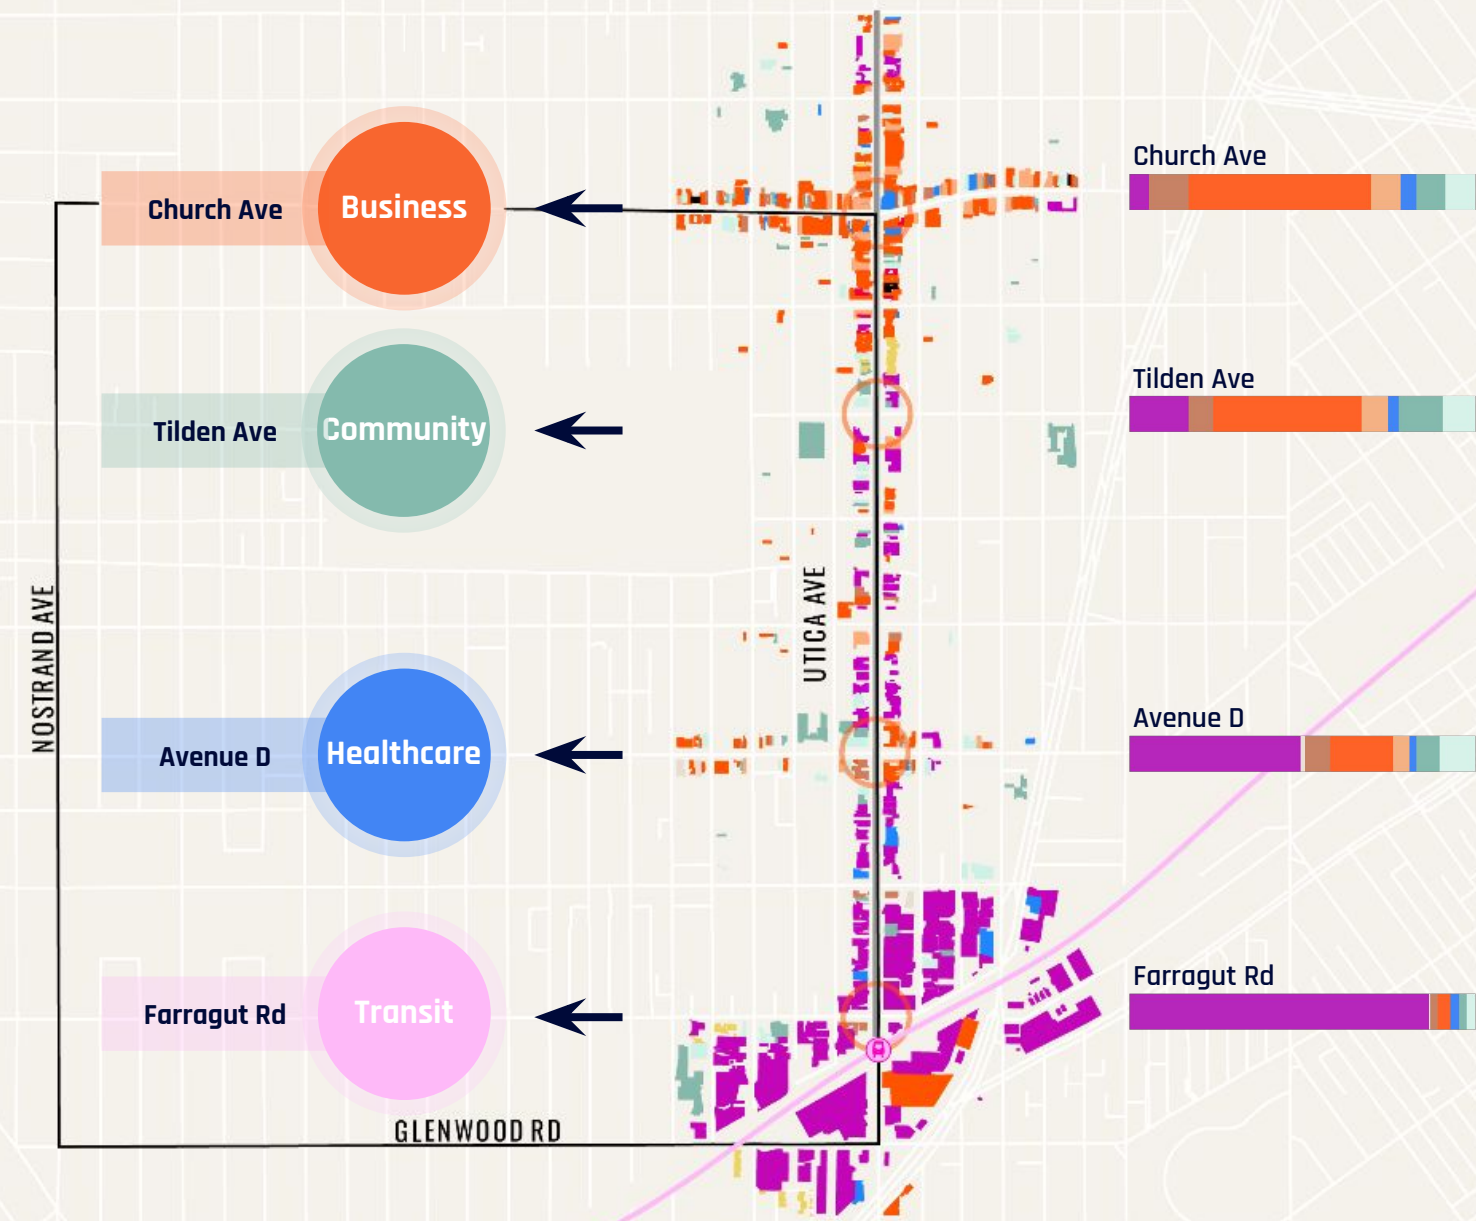 Church Ave
Business
Church Ave
Tilden Ave
Community
Tilden Ave
NOSTRAND AVE
UTICA AVE
Avenue D
Healthcare
Avenue D
Farragut Rd
Transit
Farragut Rd
GLENWOOD RD